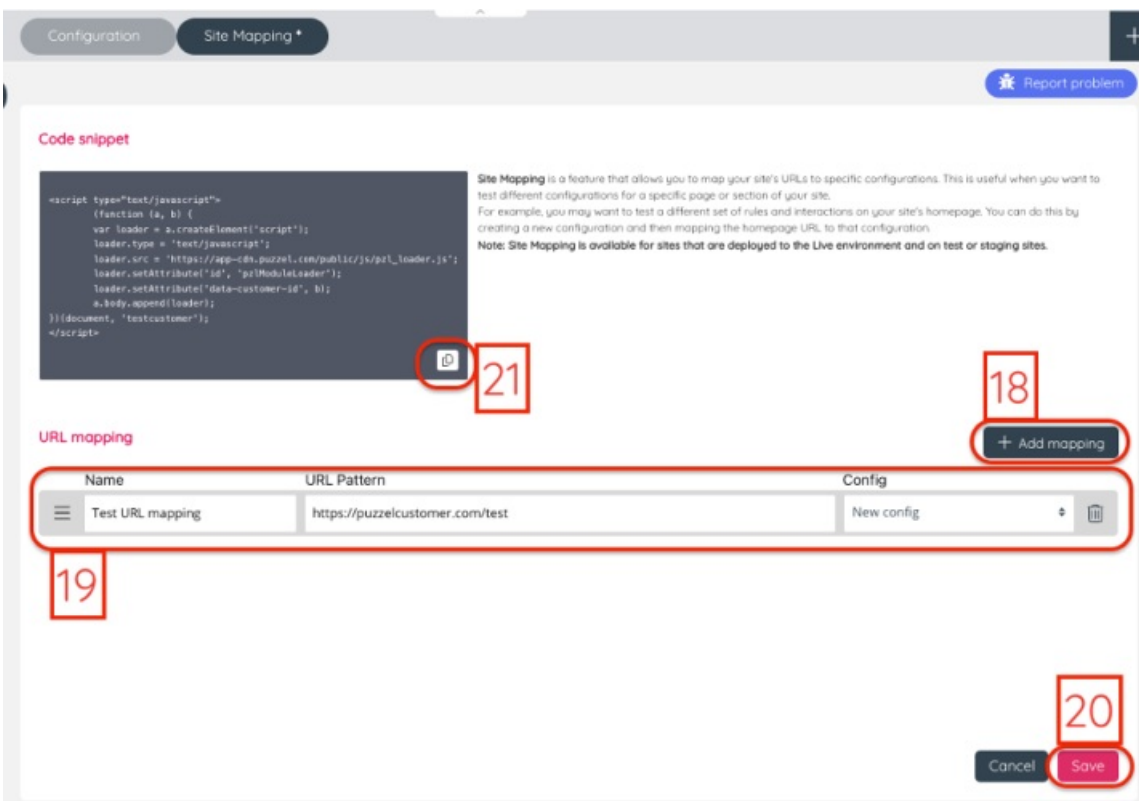 Configuration
Site Mapping *
+
Report problem
Code snippet
<script type="text/javascript">
(function (a, b) {
var loader = a.createElement('script');
loader.type = 'text/javascript';
loader.src = 'https://app-cdn.puzzel.com/public/js/pzl_loader.js';
loader.setAttribute('id', 'pzlModuleLoader');
loader.setAttribute('data-customer-id', b);
a.body.append(loader);
})(document, 'testcustomer');
</script>
Site Mapping is a feature that allows you to map your site's URLs to specific configurations. This is useful when you want to
test different configurations for a specific page or section of your site.
For example, you may want to test a different set of rules and interactions on your site's homepage. You can do this by
creating a new configuration and then mapping the homepage URL to that configuration.
Note: Site Mapping is available for sites that are deployed to the Live environment and on test or staging sites.
21
18
URL mapping
+ Add mapping
Name URL Pattern Config
Test URL mapping https://puzzelcustomer.com/test New config
19
20
Cancel Save